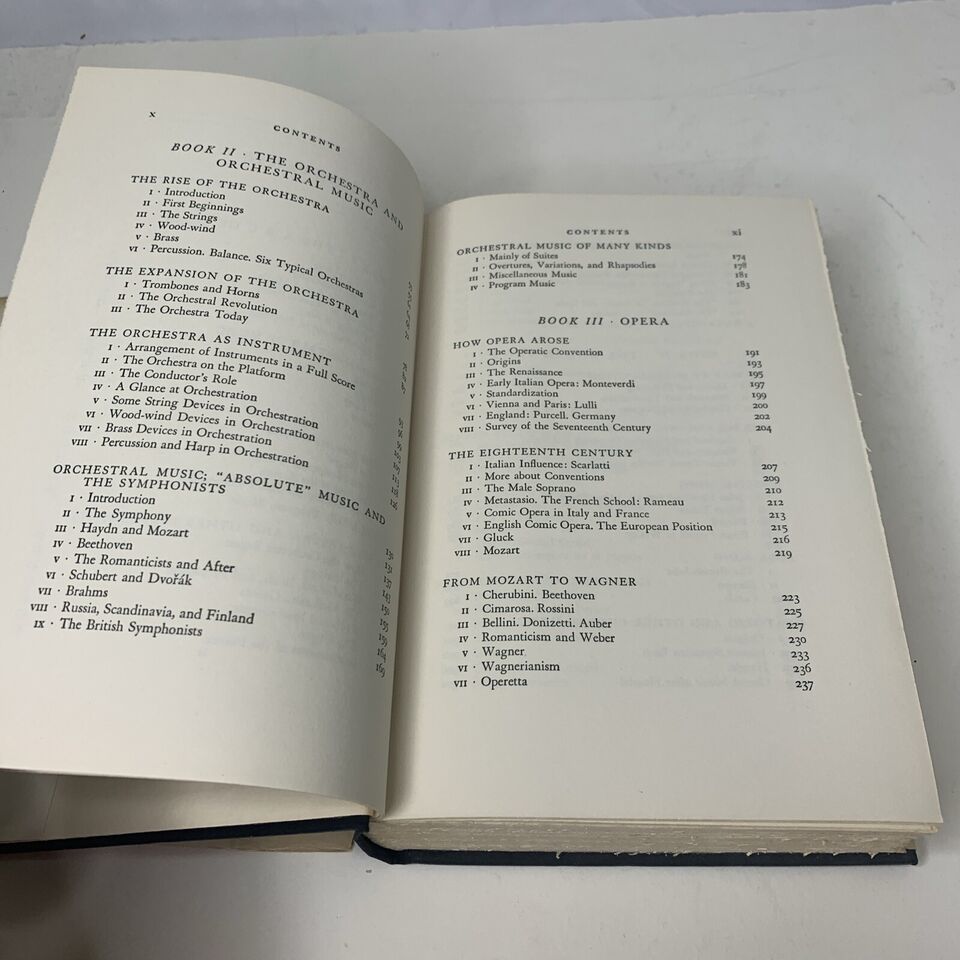 x
CONTENTS
BOOK II · THE ORCHESTRA AND
ORCHESTRAL MUSIC
THE RISE OF THE ORCHESTRA
I · Introduction
II · First Beginnings
III · The Strings
IV · Wood-wind
V · Brass
VI · Percussion. Balance. Six Typical Orchestras
THE EXPANSION OF THE ORCHESTRA
I · Trombones and Horns
II · The Orchestral Revolution
III · The Orchestra Today
THE ORCHESTRA AS INSTRUMENT
I · Arrangement of Instruments in a Full Score
II · The Orchestra on the Platform
III · The Conductor's Role
IV · A Glance at Orchestration
V · Some String Devices in Orchestration
VI · Wood-wind Devices in Orchestration
VII · Brass Devices in Orchestration
VIII · Percussion and Harp in Orchestration
ORCHESTRAL MUSIC; "ABSOLUTE" MUSIC AND
THE SYMPHONISTS
I · Introduction
II · The Symphony
III · Haydn and Mozart
IV · Beethoven
V · The Romanticists and After
VI · Schubert and Dvořák
VII · Brahms
VIII · Russia, Scandinavia, and Finland
IX · The British Symphonists
131
137
143
151
155
159
164
169
CONTENTS xi
ORCHESTRAL MUSIC OF MANY KINDS
I · Mainly of Suites 174
II · Overtures, Variations, and Rhapsodies 178
III · Miscellaneous Music 181
IV · Program Music 183
BOOK III · OPERA
HOW OPERA AROSE
I · The Operatic Convention 191
II · Origins 193
III · The Renaissance 195
IV · Early Italian Opera: Monteverdi 197
V · Standardization 199
VI · Vienna and Paris: Lulli 200
VII · England: Purcell. Germany 202
VIII · Survey of the Seventeenth Century 204
THE EIGHTEENTH CENTURY
I · Italian Influence: Scarlatti 207
II · More about Conventions 209
III · The Male Soprano 210
IV · Metastasio. The French School: Rameau 212
V · Comic Opera in Italy and France 213
VI · English Comic Opera. The European Position 215
VII · Gluck 216
VIII · Mozart 219
FROM MOZART TO WAGNER
I · Cherubini. Beethoven 223
II · Cimarosa. Rossini 225
III · Bellini. Donizetti. Auber 227
IV · Romanticism and Weber 230
V · Wagner 233
VI · Wagnerianism 236
VII · Operetta 237